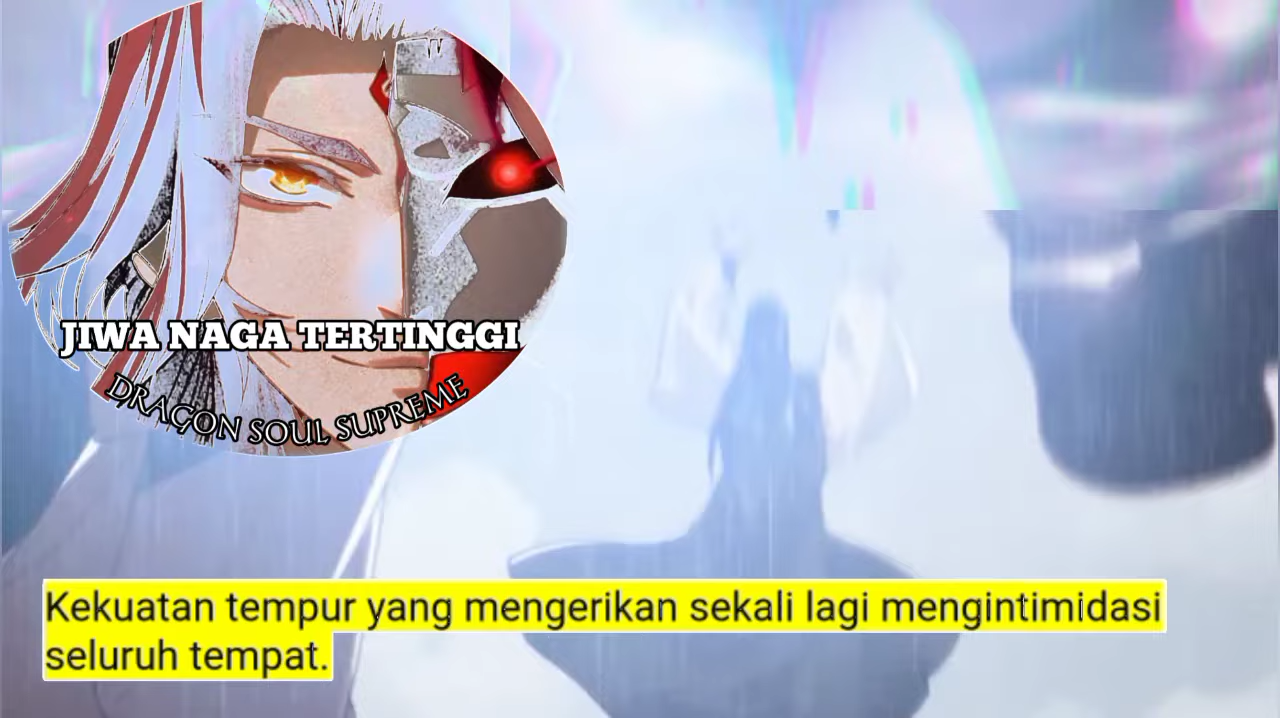 JIWA NAGA TERTINGGI
DRAGON SOUL SUPREME
Kekuatan tempur yang mengerikan sekali lagi mengintimidasi
seluruh tempat.